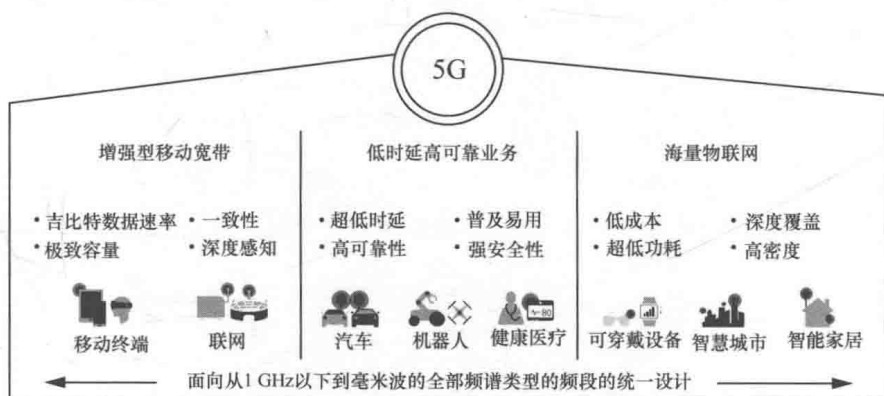 5G
增强型移动宽带
低时延高可靠业务
海量物联网
·吉比特数据速率 ·一致性
·极致容量 ·深度感知
·超低时延 ·普及易用
·高可靠性 ·强安全性
·低成本 ·深度覆盖
·超低功耗 ·高密度
80
移动终端 联网
汽车 机器人 健康医疗
可穿戴设备 智慧城市 智能家居
面向从1 GHz以下到毫米波的全部频谱类型的频段的统一设计